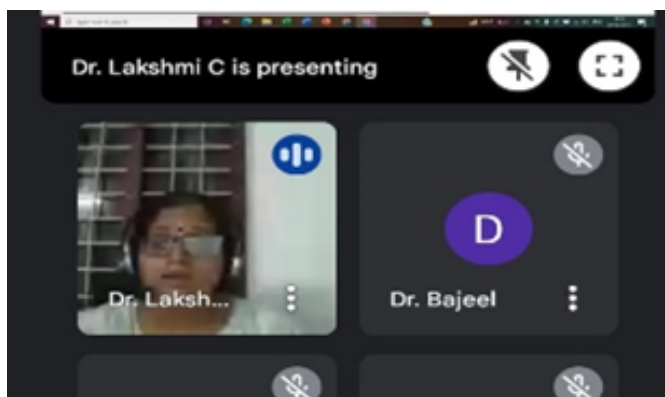 Dr. Lakshmi C is presenting
D
Dr. Laksh...
Dr. Bajeel